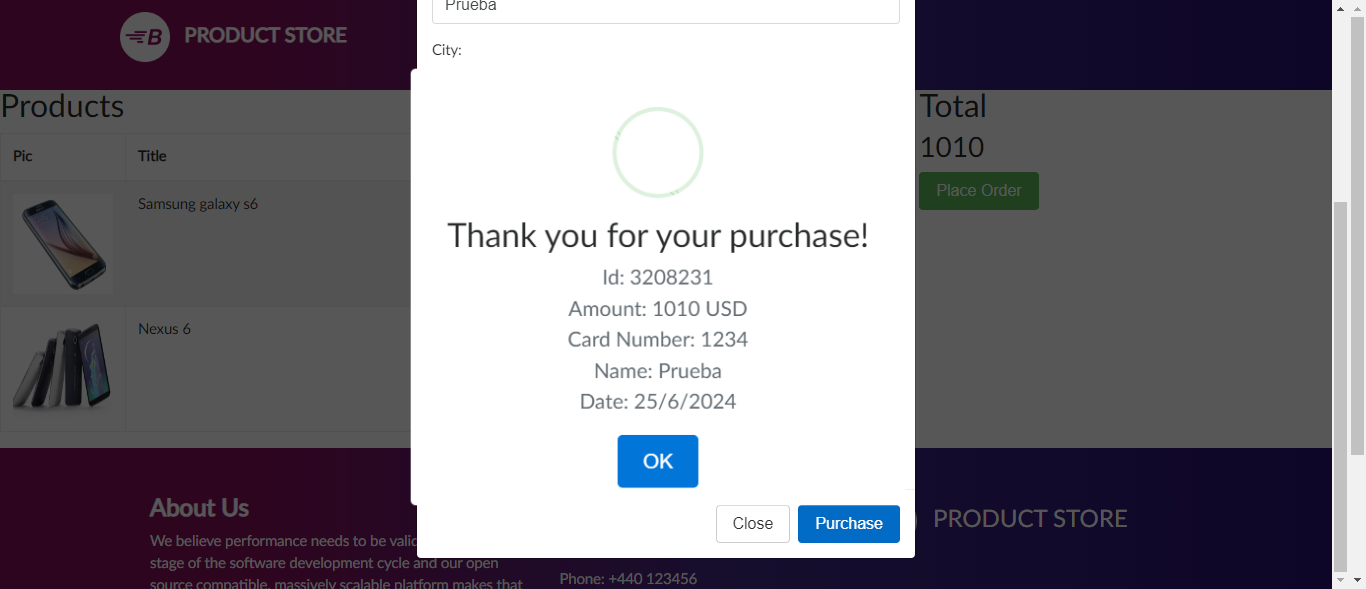 B PRODUCT STORE
Prueba
City:
Products
Pic Title
Samsung galaxy s6
Nexus 6
Total
1010
Place Order
Thank you for your purchase!
Id: 3208231
Amount: 1010 USD
Card Number: 1234
Name: Prueba
Date: 25/6/2024
OK
Close Purchase
About Us
We believe performance needs to be
stage of the software development cycle and our open
source compatible, massively scalable platform makes that
Phone: +440 123456
PRODUCT STORE